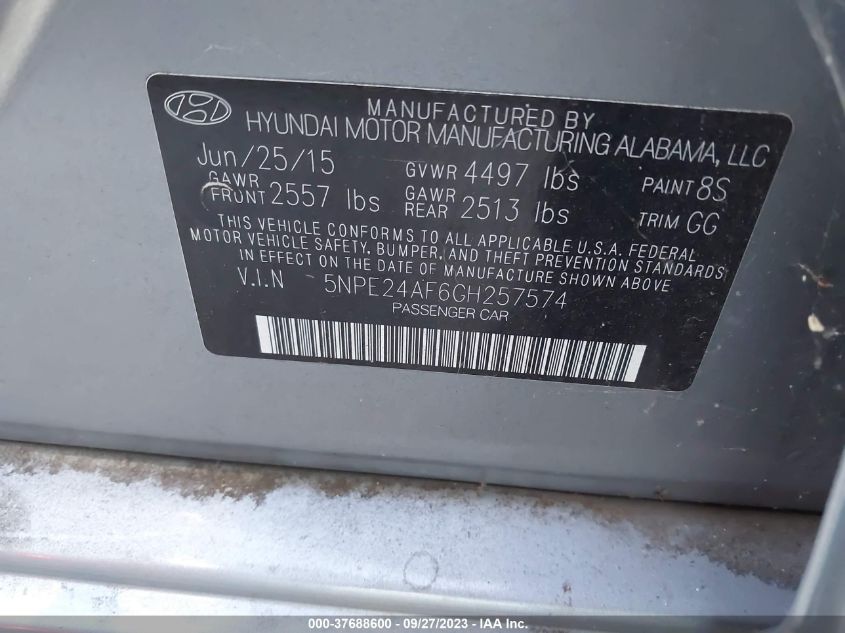 MANUFACTURED BY
HYUNDAI MOTOR MANUFACTURING ALABAMA, LLC
Jun/25/15 GVWR 4497 lbs PAINT 8S
GAWR FRONT 2557 lbs GAWR REAR 2513 lbs TRIM GG
THIS VEHICLE CONFORMS TO ALL APPLICABLE U.S.A. FEDERAL
MOTOR VEHICLE SAFETY, BUMPER, AND THEFT PREVENTION STANDARDS
IN EFFECT ON THE DATE OF MANUFACTURE SHOWN ABOVE
V.I.N 5NPE24AF6GH257574
PASSENGER CAR
000-37688600 - 09/27/2023 - IAA Inc.